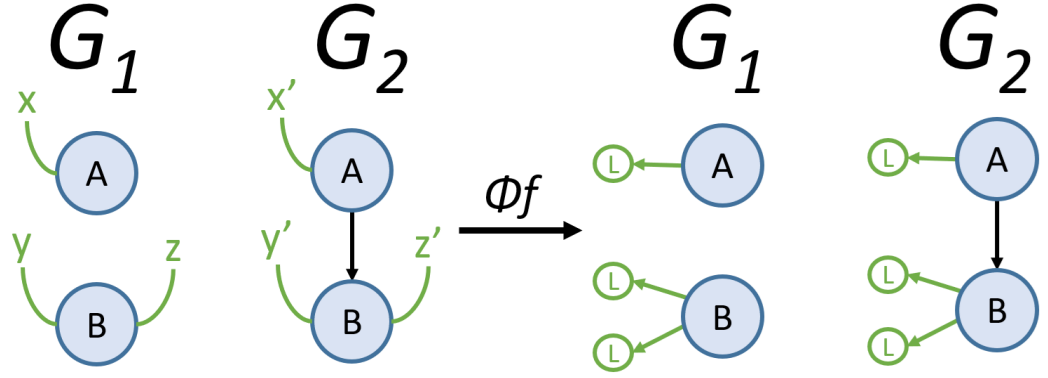 G1 G2 G1 G2
x x'
A A L A L A
Φf
y z y' z'
L L
B B B B
L L